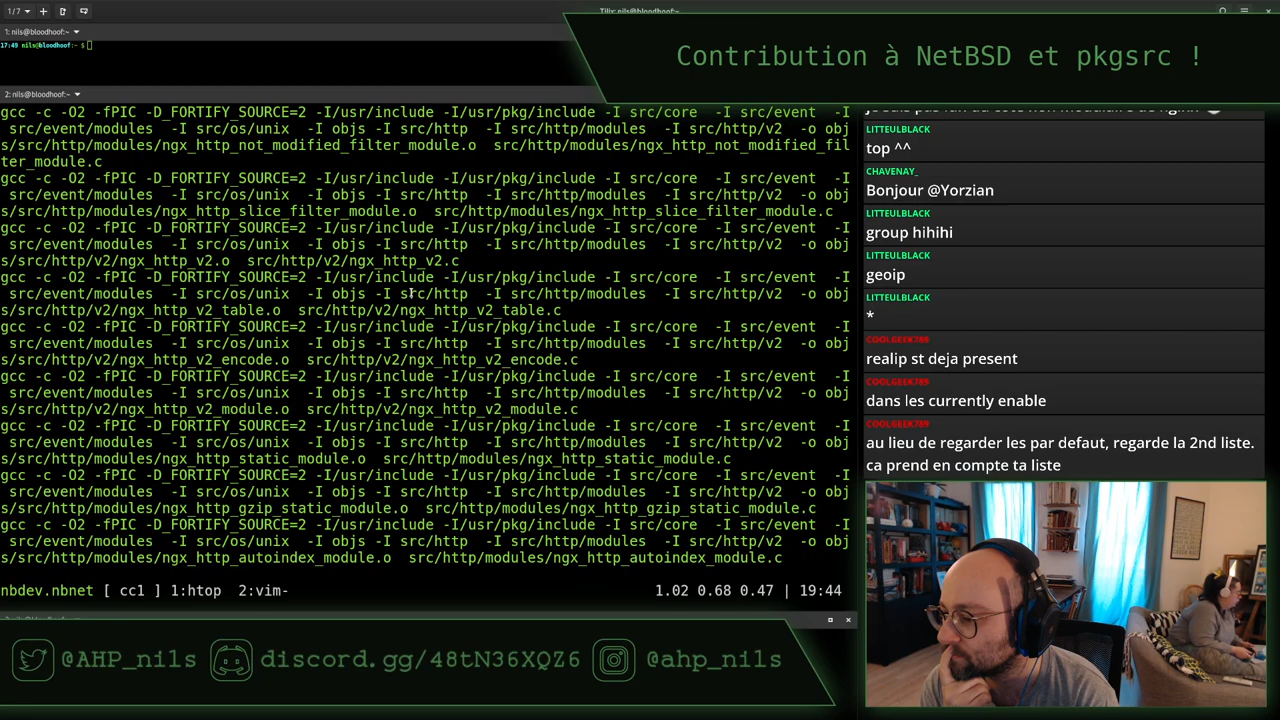 1/7
Tilix: nils@bloodhoof:~
1: nils@bloodhoof:~
17:49 nils@bloodhoof:~ $
Contribution à NetBSD et pkgsrc !
2: nils@bloodhoof:~
gcc -c -O2 -fPIC -D_FORTIFY_SOURCE=2 -I/usr/include -I/usr/pkg/include -I src/core  -I src/event  -I
 src/event/modules  -I src/os/unix  -I objs -I src/http  -I src/http/modules  -I src/http/v2  -o obj
s/src/http/modules/ngx_http_not_modified_filter_module.o  src/http/modules/ngx_http_not_modified_fil
ter_module.c
gcc -c -O2 -fPIC -D_FORTIFY_SOURCE=2 -I/usr/include -I/usr/pkg/include -I src/core  -I src/event  -I
 src/event/modules  -I src/os/unix  -I objs -I src/http  -I src/http/modules  -I src/http/v2  -o obj
s/src/http/modules/ngx_http_slice_filter_module.o  src/http/modules/ngx_http_slice_filter_module.c
gcc -c -O2 -fPIC -D_FORTIFY_SOURCE=2 -I/usr/include -I/usr/pkg/include -I src/core  -I src/event  -I
 src/event/modules  -I src/os/unix  -I objs -I src/http  -I src/http/modules  -I src/http/v2  -o obj
s/src/http/v2/ngx_http_v2.o  src/http/v2/ngx_http_v2.c
gcc -c -O2 -fPIC -D_FORTIFY_SOURCE=2 -I/usr/include -I/usr/pkg/include -I src/core  -I src/event  -I
 src/event/modules  -I src/os/unix  -I objs -I src/http  -I src/http/modules  -I src/http/v2  -o obj
s/src/http/v2/ngx_http_v2_table.o  src/http/v2/ngx_http_v2_table.c
gcc -c -O2 -fPIC -D_FORTIFY_SOURCE=2 -I/usr/include -I/usr/pkg/include -I src/core  -I src/event  -I
 src/event/modules  -I src/os/unix  -I objs -I src/http  -I src/http/modules  -I src/http/v2  -o obj
s/src/http/v2/ngx_http_v2_encode.o  src/http/v2/ngx_http_v2_encode.c
gcc -c -O2 -fPIC -D_FORTIFY_SOURCE=2 -I/usr/include -I/usr/pkg/include -I src/core  -I src/event  -I
 src/event/modules  -I src/os/unix  -I objs -I src/http  -I src/http/modules  -I src/http/v2  -o obj
s/src/http/v2/ngx_http_v2_module.o  src/http/v2/ngx_http_v2_module.c
gcc -c -O2 -fPIC -D_FORTIFY_SOURCE=2 -I/usr/include -I/usr/pkg/include -I src/core  -I src/event  -I
 src/event/modules  -I src/os/unix  -I objs -I src/http  -I src/http/modules  -I src/http/v2  -o obj
s/src/http/modules/ngx_http_static_module.o  src/http/modules/ngx_http_static_module.c
gcc -c -O2 -fPIC -D_FORTIFY_SOURCE=2 -I/usr/include -I/usr/pkg/include -I src/core  -I src/event  -I
 src/event/modules  -I src/os/unix  -I objs -I src/http  -I src/http/modules  -I src/http/v2  -o obj
s/src/http/modules/ngx_http_gzip_static_module.o  src/http/modules/ngx_http_gzip_static_module.c
gcc -c -O2 -fPIC -D_FORTIFY_SOURCE=2 -I/usr/include -I/usr/pkg/include -I src/core  -I src/event  -I
 src/event/modules  -I src/os/unix  -I objs -I src/http  -I src/http/modules  -I src/http/v2  -o obj
s/src/http/modules/ngx_http_autoindex_module.o  src/http/modules/ngx_http_autoindex_module.c
nbdev.nbnet [ cc1 ] 1:htop  2:vim-
1.02 0.68 0.47 | 19:44
LITTEULBLACK
top ^^
CHAVENAY_
Bonjour @Yorzian
LITTEULBLACK
group hihihi
LITTEULBLACK
geoip
LITTEULBLACK
*
COOLGEEK789
realip st deja present
COOLGEEK789
dans les currently enable
COOLGEEK789
au lieu de regarder les par defaut, regarde la 2nd liste.
ca prend en compte ta liste
@AHP_nils
discord.gg/48tN36XQZ6
@ahp_nils